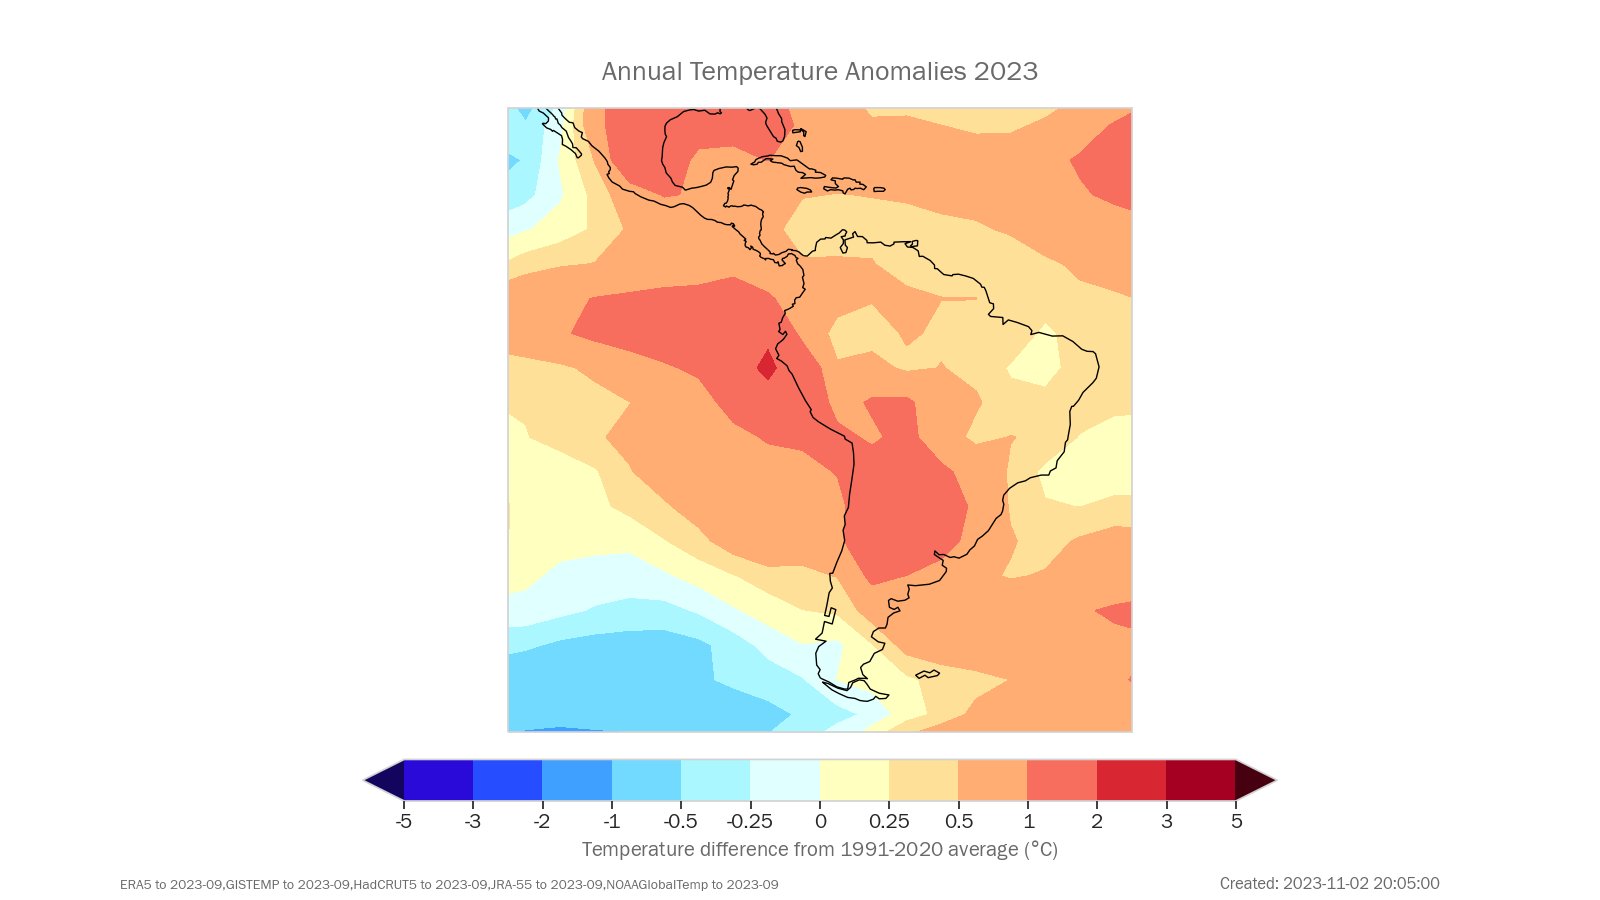 Annual Temperature Anomalies 2023
-5 -3 -2 -1 -0.5 -0.25 0 0.25 0.5 1 2 3 5
Temperature difference from 1991-2020 average (°C)
ERA5 to 2023-09,GISTEMP to 2023-09,HadCRUT5 to 2023-09,JRA-55 to 2023-09,NOAAGlobalTemp to 2023-09
Created: 2023-11-02 20:05:00